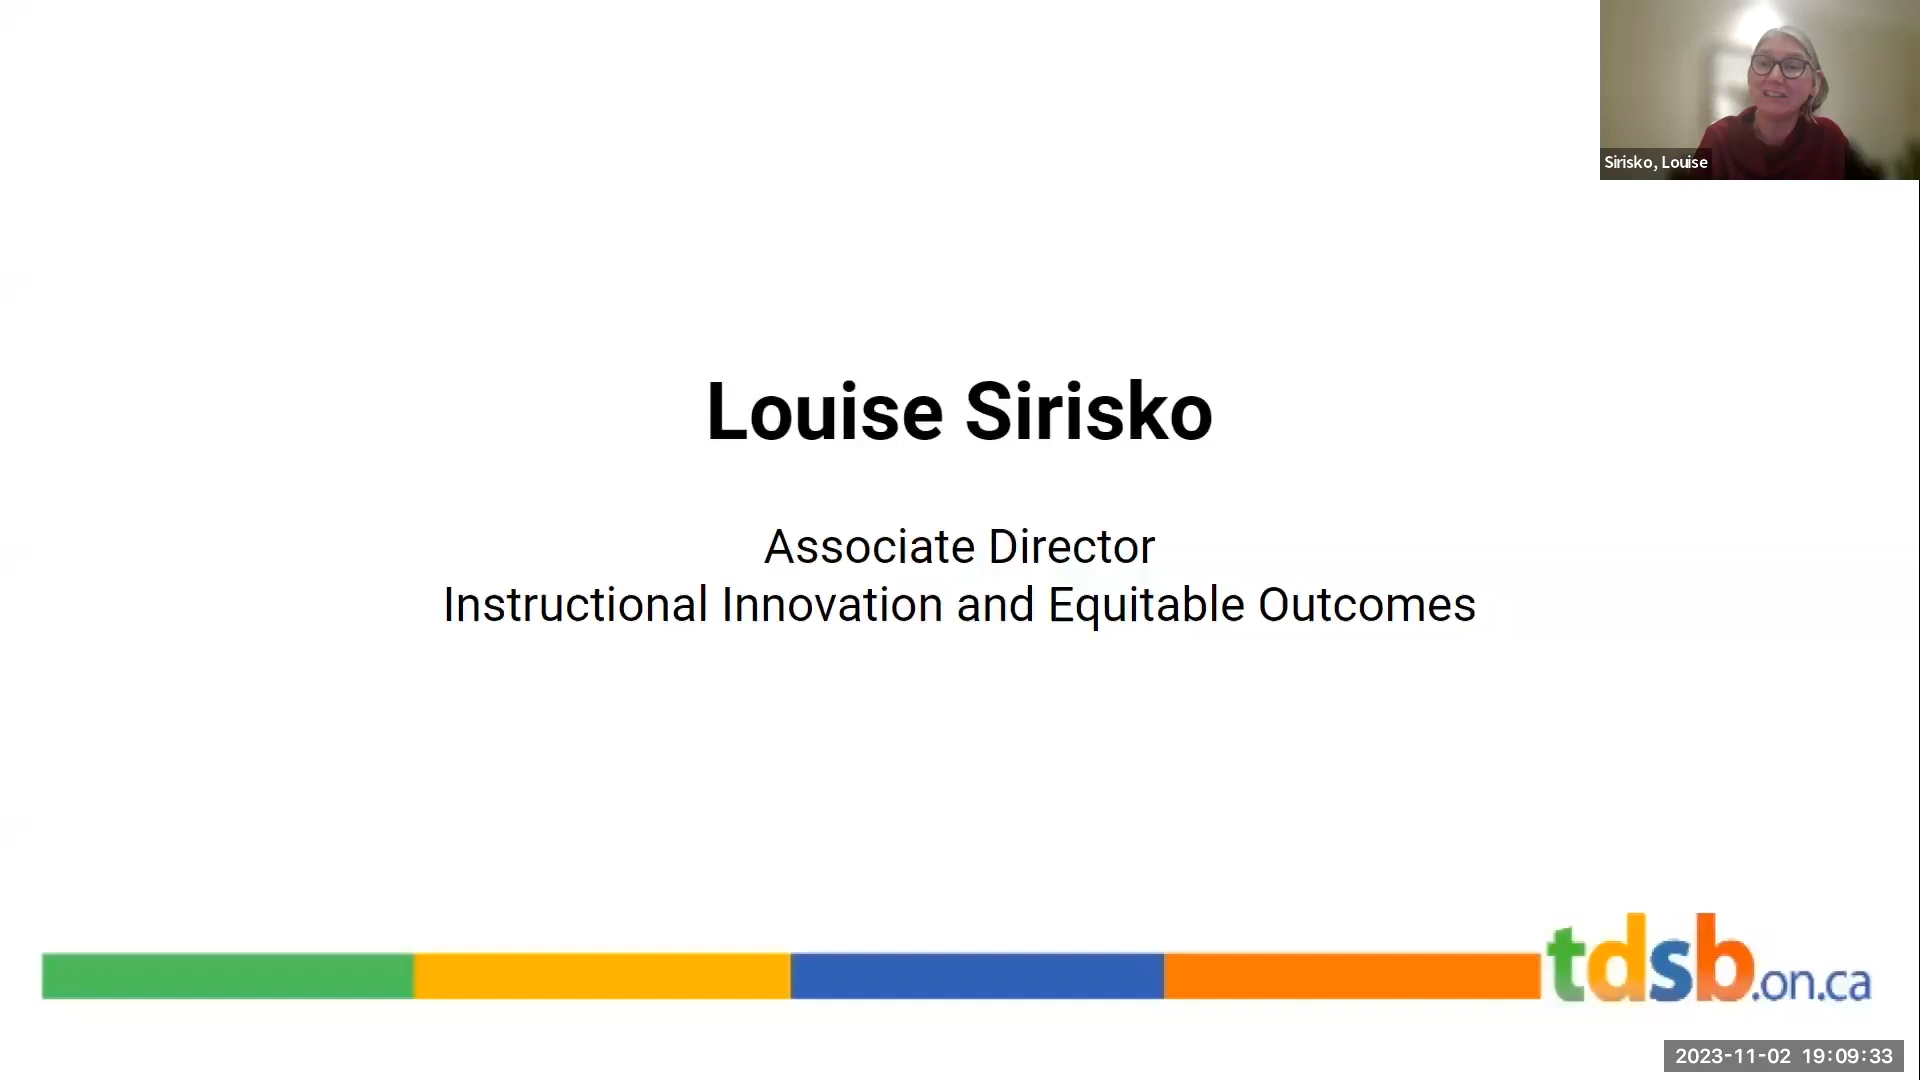 Sirisko, Louise
Louise Sirisko
Associate Director
Instructional Innovation and Equitable Outcomes
tdsb.on.ca
2023-11-02 19:09:33